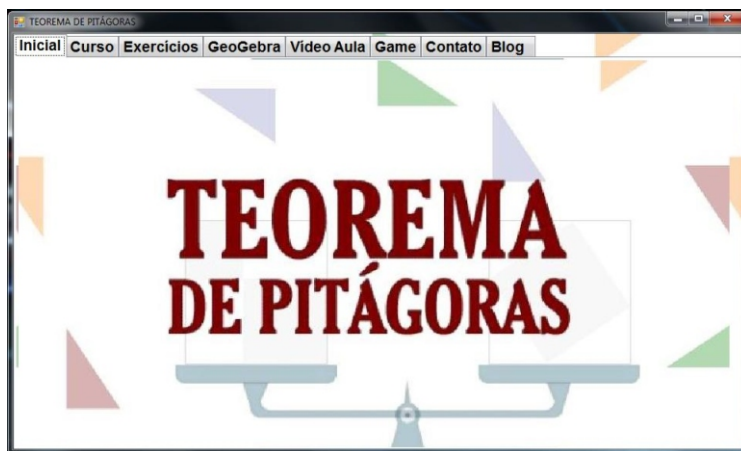 TEOREMA DE PITÁGORAS
Inicial Curso Exercícios GeoGebra Vídeo Aula Game Contato Blog
TEOREMA
DE PITÁGORAS